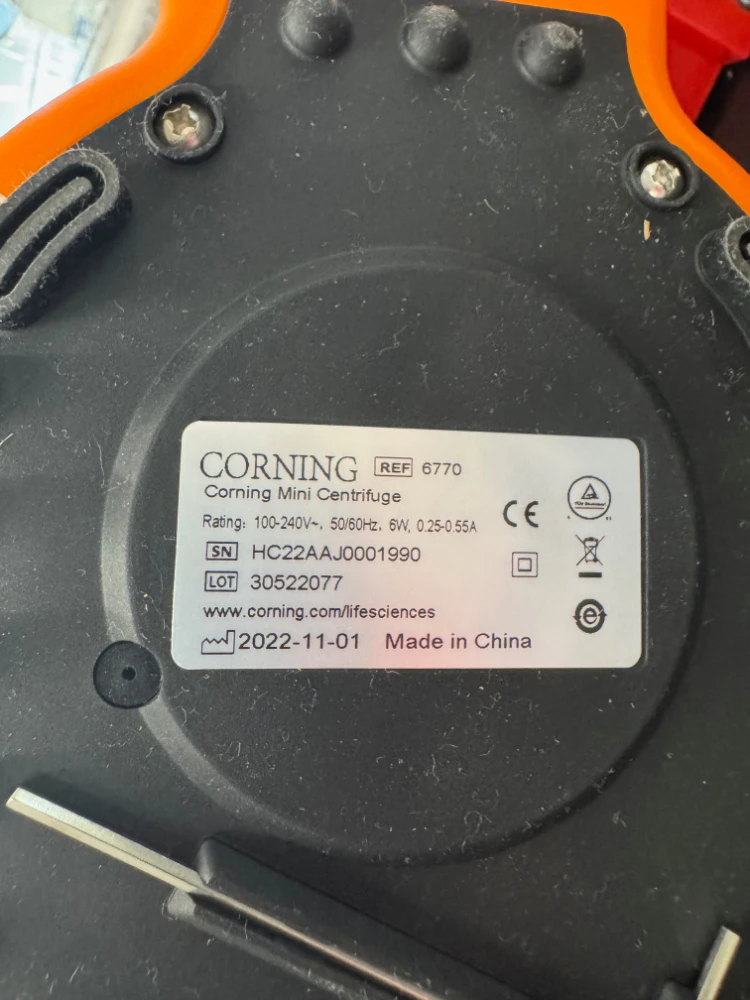 CORNING REF 6770
Corning Mini Centrifuge
Rating: 100-240V~, 50/60Hz, 6W, 0.25-0.55A
SN HC22AAJ0001990
LOT 30522077
www.corning.com/lifesciences
2022-11-01 Made in China
CE
e